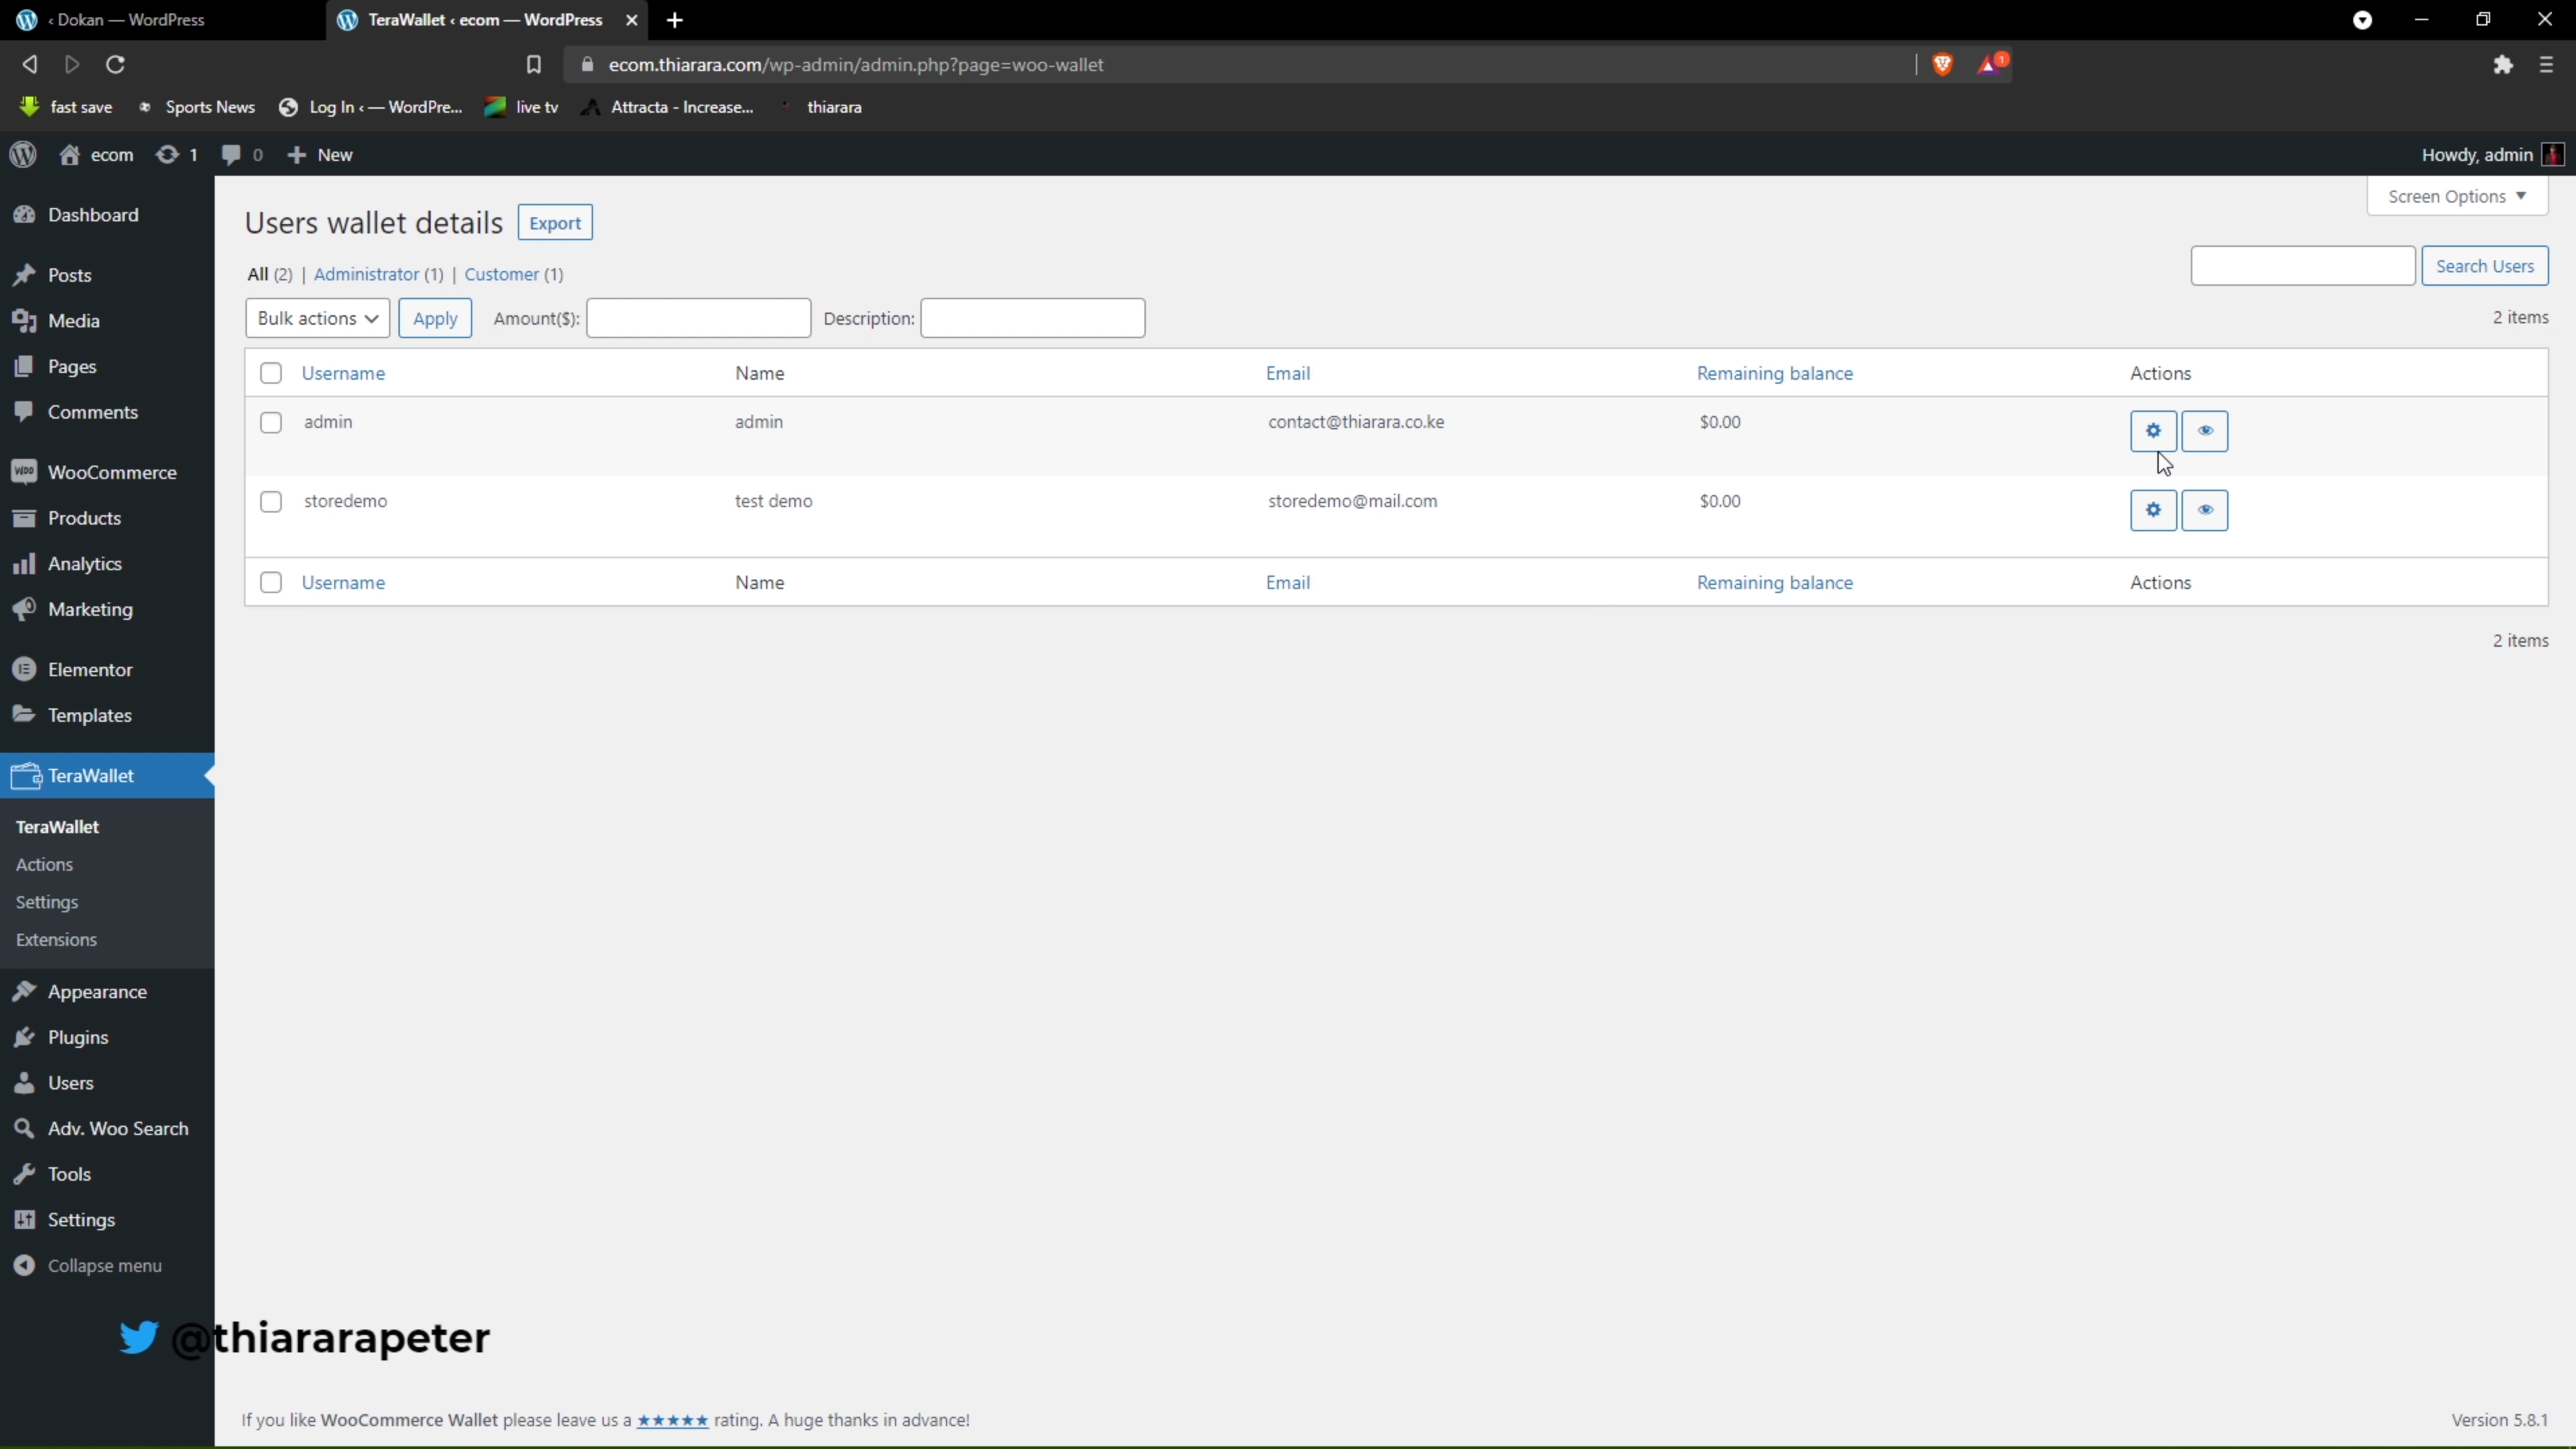 ‹ Dokan — WordPress
TeraWallet ‹ ecom — WordPress
ecom.thiarara.com/wp-admin/admin.php?page=woo-wallet
1
fast save
Sports News
Log In ‹ — WordPre...
live tv
Attracta - Increase...
thiarara
ecom
1
0
New
Howdy, admin
Screen Options
Dashboard
Posts
Media
Pages
Comments
WooCommerce
Products
Analytics
Marketing
Elementor
Templates
TeraWallet
TeraWallet
Actions
Settings
Extensions
Appearance
Plugins
Users
Adv. Woo Search
Tools
Settings
Collapse menu
Users wallet details Export
All (2) | Administrator (1) | Customer (1)
Search Users
Bulk actions Apply Amount($): Description:
2 items
Username Name Email Remaining balance Actions
admin admin contact@thiarara.co.ke $0.00
storedemo test demo storedemo@mail.com $0.00
Username Name Email Remaining balance Actions
2 items
@thiararapeter
If you like WooCommerce Wallet please leave us a ★★★★★ rating. A huge thanks in advance!
Version 5.8.1